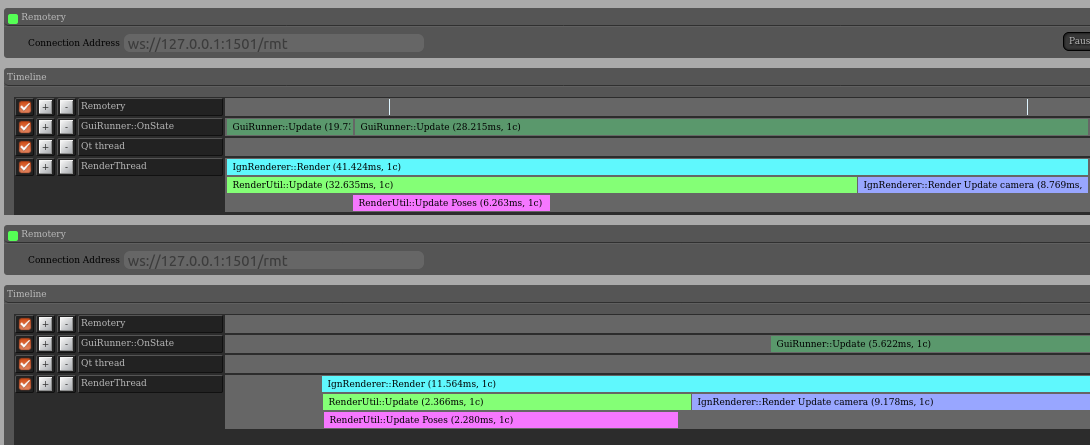 Remotery
Connection Address ws://127.0.0.1:1501/rmt Paus
Timeline
+ - Remotery
+ - GuiRunner::OnState GuiRunner::Update (19.7 GuiRunner::Update (28.215ms, 1c)
+ - Qt thread
+ - RenderThread IgnRenderer::Render (41.424ms, 1c)
RenderUtil::Update (32.635ms, 1c) IgnRenderer::Render Update camera (8.769ms,
RenderUtil::Update Poses (6.263ms, 1c)
Remotery
Connection Address ws://127.0.0.1:1501/rmt
Timeline
+ - Remotery
+ - GuiRunner::OnState GuiRunner::Update (5.622ms, 1c)
+ - Qt thread
+ - RenderThread IgnRenderer::Render (11.564ms, 1c)
RenderUtil::Update (2.366ms, 1c) IgnRenderer::Render Update camera (9.178ms, 1c)
RenderUtil::Update Poses (2.280ms, 1c)